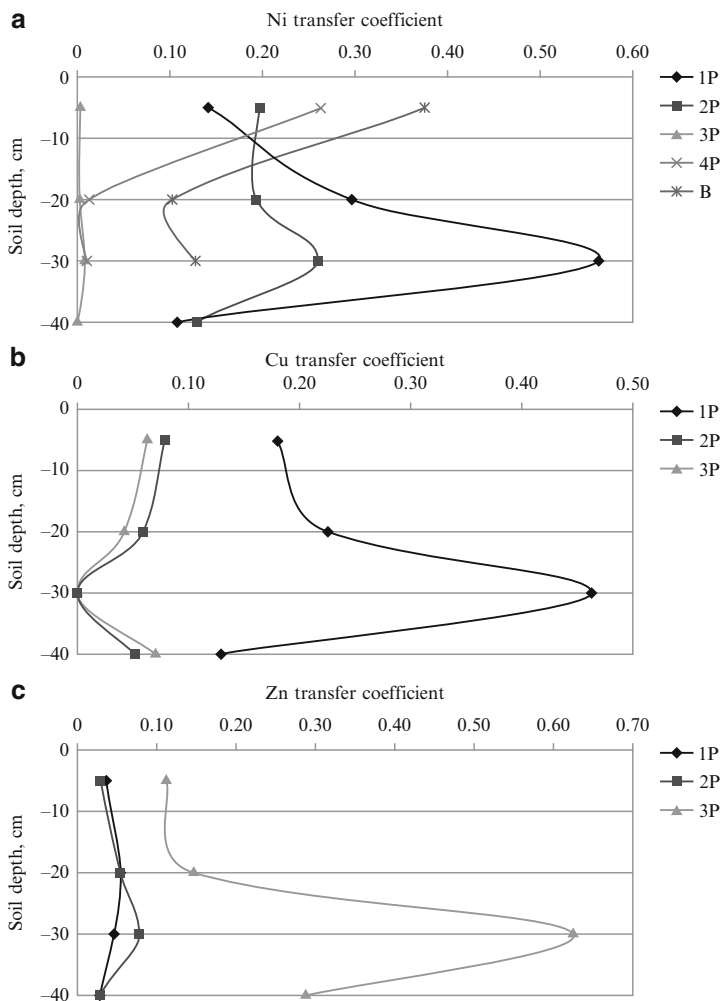 a
Ni transfer coefficient
0 0.10 0.20 0.30 0.40 0.50 0.60
Soil depth, cm
0
–10
–20
–30
–40
1P
2P
3P
4P
B
b
Cu transfer coefficient
0 0.10 0.20 0.30 0.40 0.50
Soil depth, cm
0
–10
–20
–30
–40
1P
2P
3P
c
Zn transfer coefficient
0 0.10 0.20 0.30 0.40 0.50 0.60 0.70
Soil depth, cm
0
–10
–20
–30
–40
1P
2P
3P